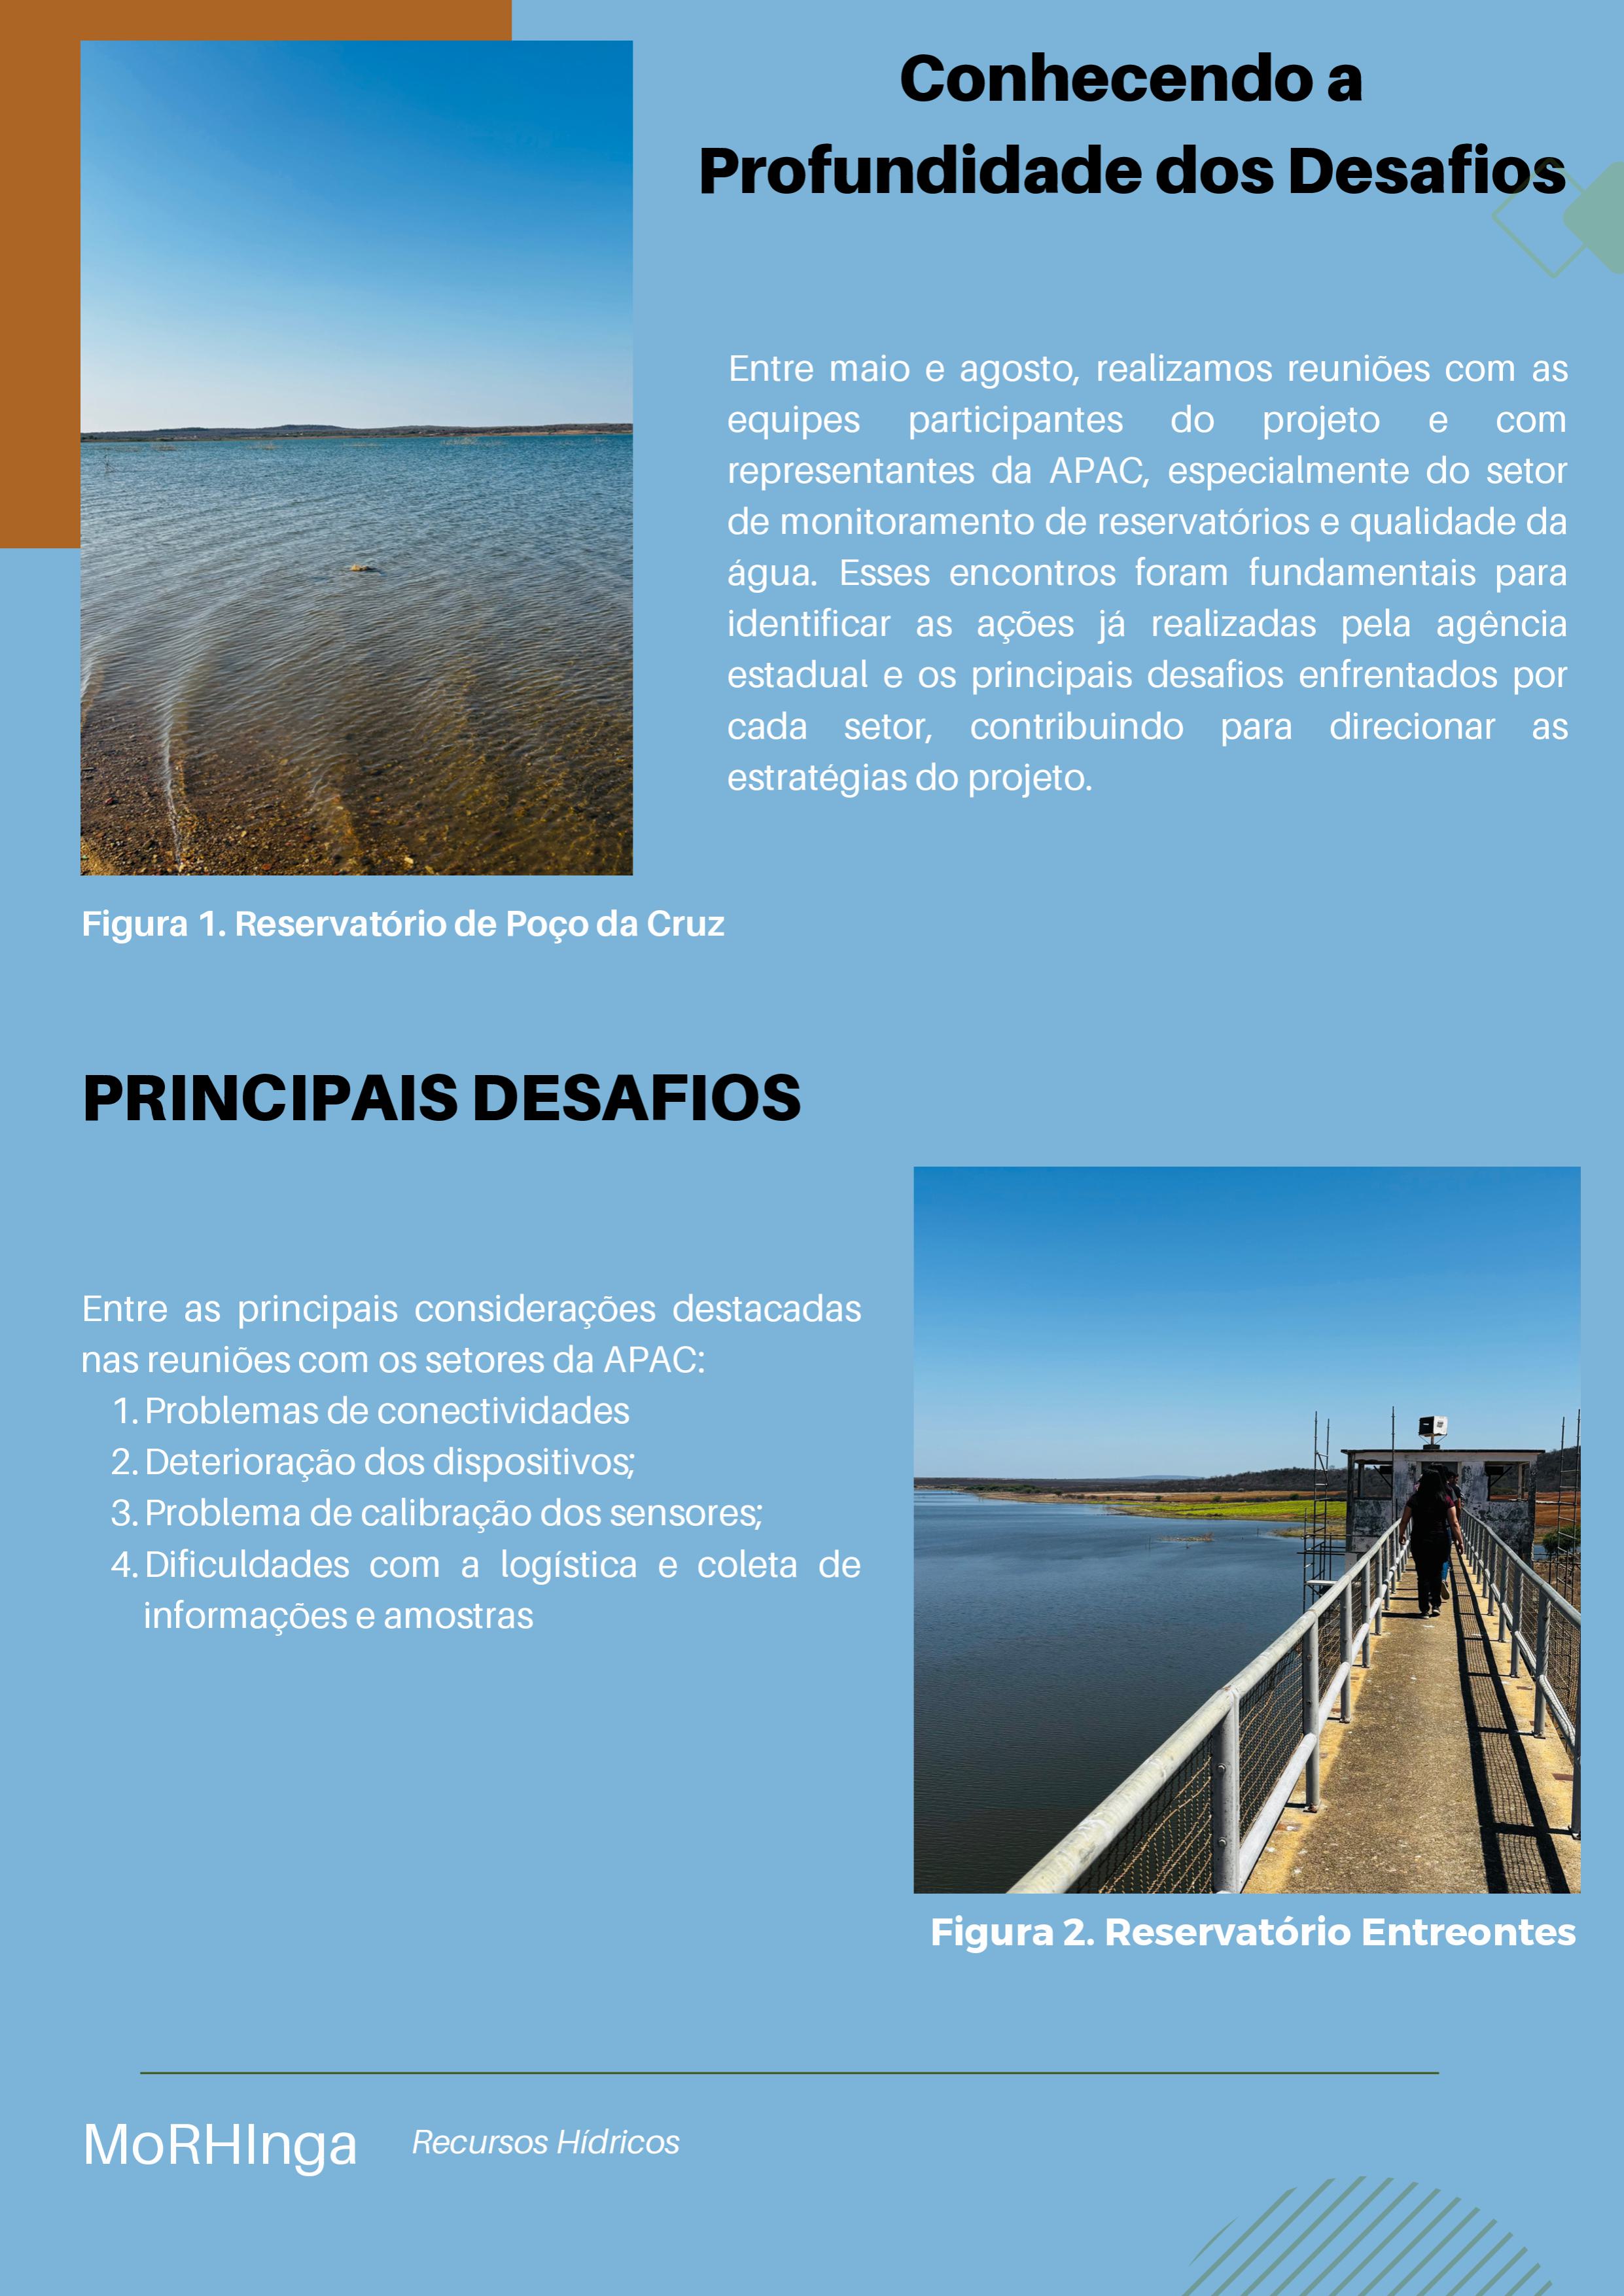 Conhecendo a
Profundidade dos Desafios
Entre maio e agosto, realizamos reuniões com as
equipes participantes do projeto e com
representantes da APAC, especialmente do setor
de monitoramento de reservatórios e qualidade da
água. Esses encontros foram fundamentais para
identificar as ações já realizadas pela agência
estadual e os principais desafios enfrentados por
cada setor, contribuindo para direcionar as
estratégias do projeto.
Figura 1. Reservatório de Poço da Cruz
PRINCIPAIS DESAFIOS
Entre as principais considerações destacadas
nas reuniões com os setores da APAC:
1. Problemas de conectividades
2. Deterioração dos dispositivos;
3. Problema de calibração dos sensores;
4. Dificuldades com a logística e coleta de
informações e amostras
Figura 2. Reservatório Entreontes
MoRHInga
Recursos Hídricos